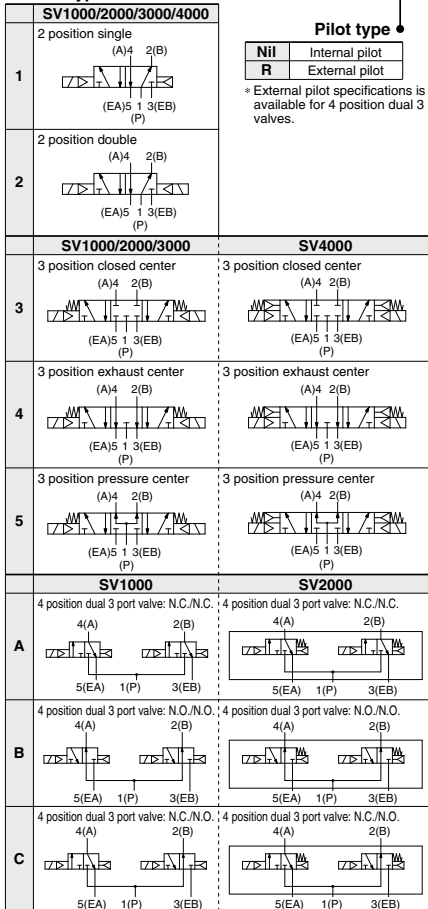 SV1000/2000/3000/4000
1
2 position single
(A)4 2(B)
(EA)5 1 3(EB)
(P)
2
2 position double
(A)4 2(B)
(EA)5 1 3(EB)
(P)
Pilot type
Nil Internal pilot
R External pilot
* External pilot specifications is
available for 4 position dual 3
valves.
SV1000/2000/3000 SV4000
3
3 position closed center 3 position closed center
(A)4 2(B) (A)4 2(B)
(EA)5 1 3(EB) (EA)5 1 3(EB)
(P) (P)
4
3 position exhaust center 3 position exhaust center
(A)4 2(B) (A)4 2(B)
(EA)5 1 3(EB) (EA)5 1 3(EB)
(P) (P)
5
3 position pressure center 3 position pressure center
(A)4 2(B) (A)4 2(B)
(EA)5 1 3(EB) (EA)5 1 3(EB)
(P) (P)
SV1000 SV2000
A
4 position dual 3 port valve: N.C./N.C. 4 position dual 3 port valve: N.C./N.C.
4(A) 2(B) 4(A) 2(B)
5(EA) 1(P) 3(EB) 5(EA) 1(P) 3(EB)
B
4 position dual 3 port valve: N.O./N.O. 4 position dual 3 port valve: N.O./N.O.
4(A) 2(B) 4(A) 2(B)
5(EA) 1(P) 3(EB) 5(EA) 1(P) 3(EB)
C
4 position dual 3 port valve: N.C./N.O. 4 position dual 3 port valve: N.C./N.O.
4(A) 2(B) 4(A) 2(B)
5(EA) 1(P) 3(EB) 5(EA) 1(P) 3(EB)